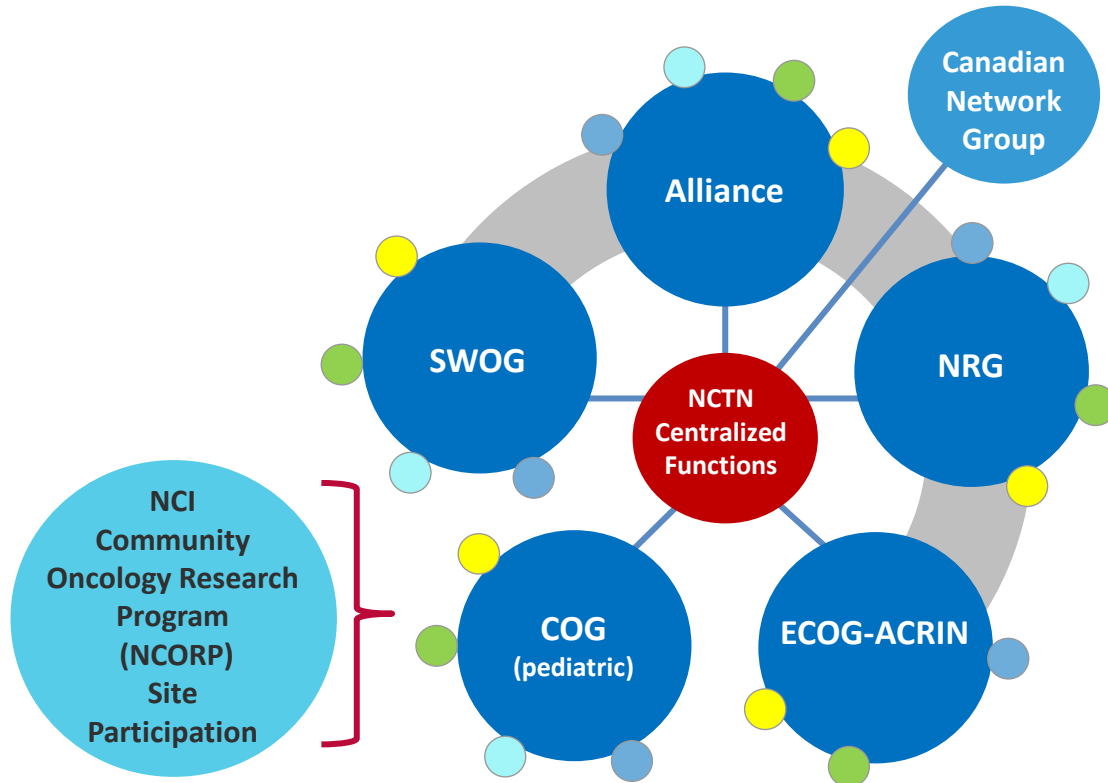 Canadian
Network
Group
Alliance
SWOG
NRG
NCTN
Centralized
Functions
NCI
Community
Oncology Research
Program
(NCORP)
Site
Participation
COG
(pediatric)
ECOG-ACRIN